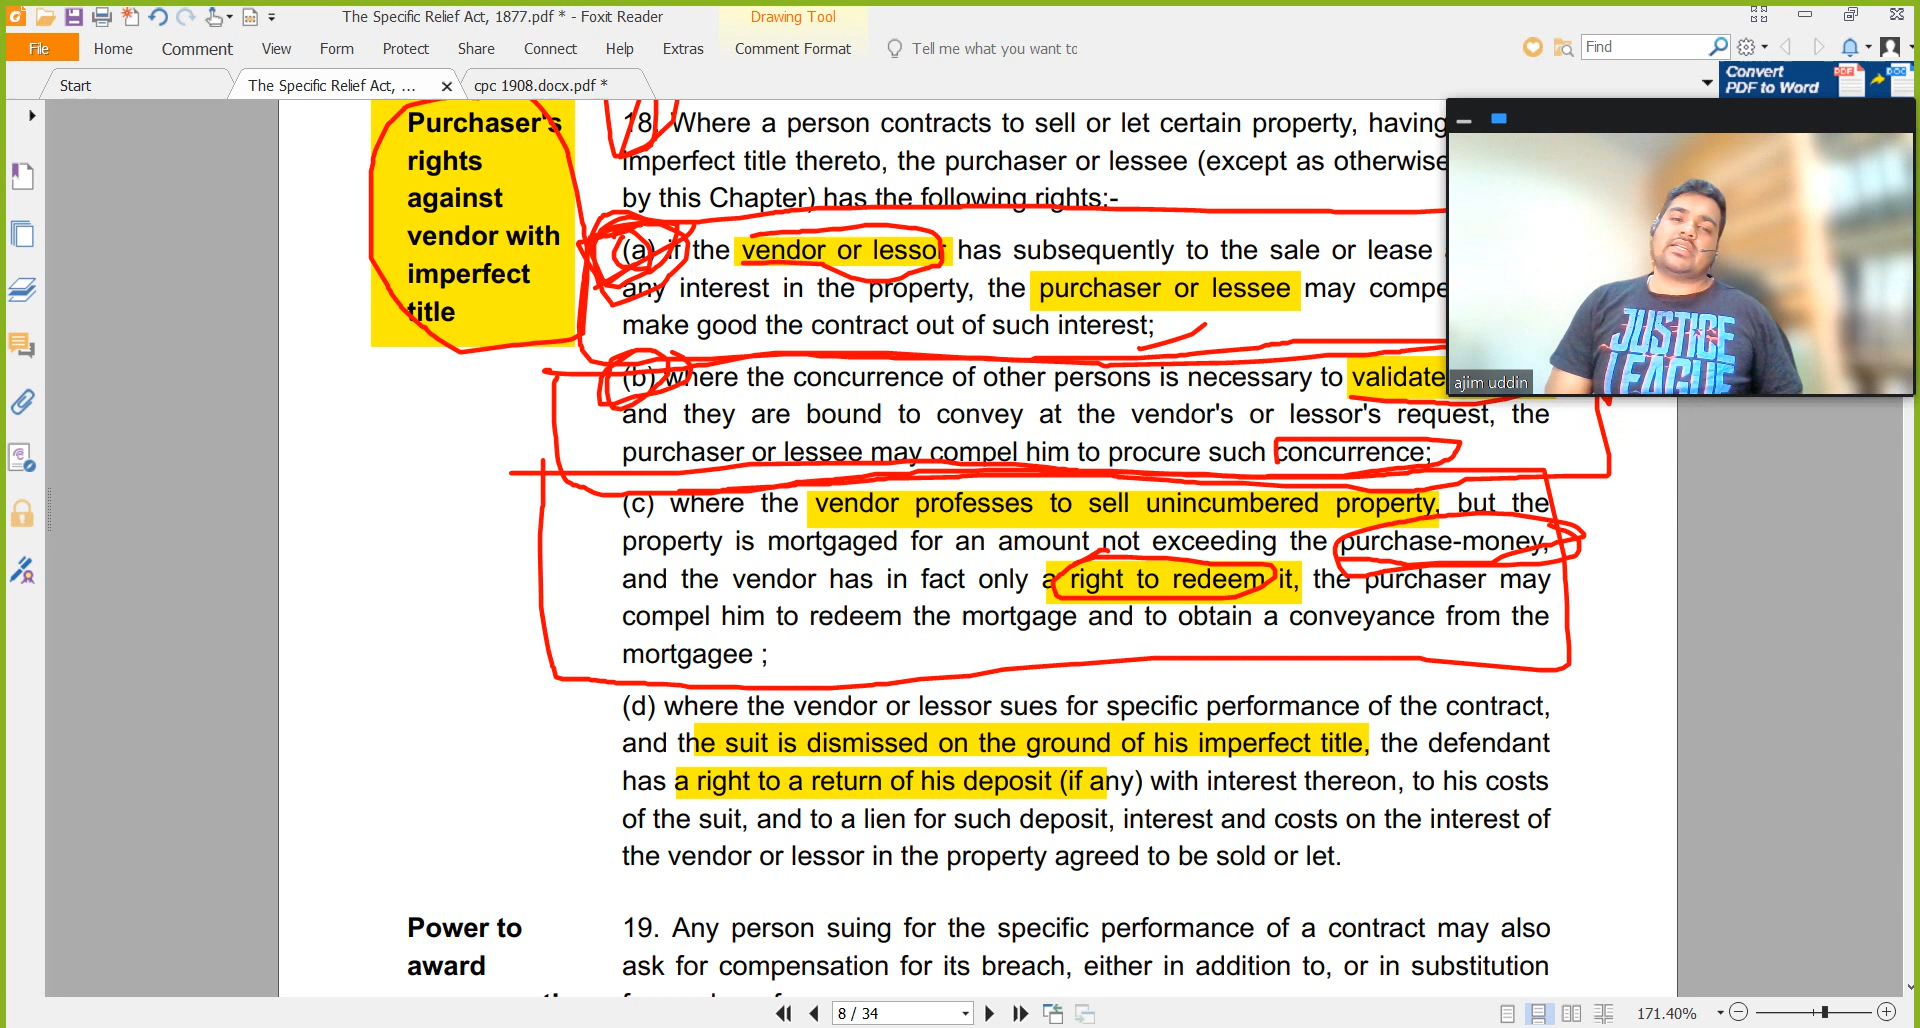 The Specific Relief Act, 1877.pdf * - Foxit Reader
Drawing Tool
File Home Comment View Form Protect Share Connect Help Extras Comment Format Tell me what you want to
Find
Start
The Specific Relief Act, ...
cpc 1908.docx.pdf *
Convert
PDF to Word
Purchaser's
rights
against
vendor with
imperfect
title
18. Where a person contracts to sell or let certain property, having
imperfect title thereto, the purchaser or lessee (except as otherwise
by this Chapter) has the following rights:-
(a) if the vendor or lessor has subsequently to the sale or lease
any interest in the property, the purchaser or lessee may
make good the contract out of such interest;
(b) where the concurrence of other persons is necessary to validate
and they are bound to convey at the vendor's or lessor's request, the
purchaser or lessee may compel him to procure such concurrence;
(c) where the vendor professes to sell unincumbered property, but the
property is mortgaged for an amount not exceeding the purchase-money,
and the vendor has in fact only a right to redeem it, the purchaser may
compel him to redeem the mortgage and to obtain a conveyance from the
mortgagee ;
(d) where the vendor or lessor sues for specific performance of the contract,
and the suit is dismissed on the ground of his imperfect title, the defendant
has a right to a return of his deposit (if any) with interest thereon, to his costs
of the suit, and to a lien for such deposit, interest and costs on the interest of
the vendor or lessor in the property agreed to be sold or let.
Power to
award
19. Any person suing for the specific performance of a contract may also
ask for compensation for its breach, either in addition to, or in substitution
JUSTICE
LEAGUE
ajim uddin
8 / 34
171.40%